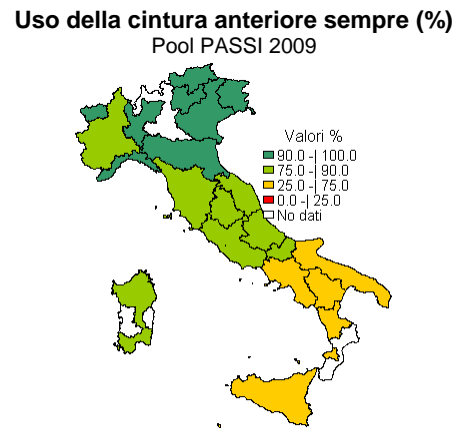 Uso della cintura anteriore sempre (%)
Pool PASSI 2009
Valori %
90.0 -| 100.0
75.0 -| 90.0
25.0 -| 75.0
0.0 -| 25.0
No dati